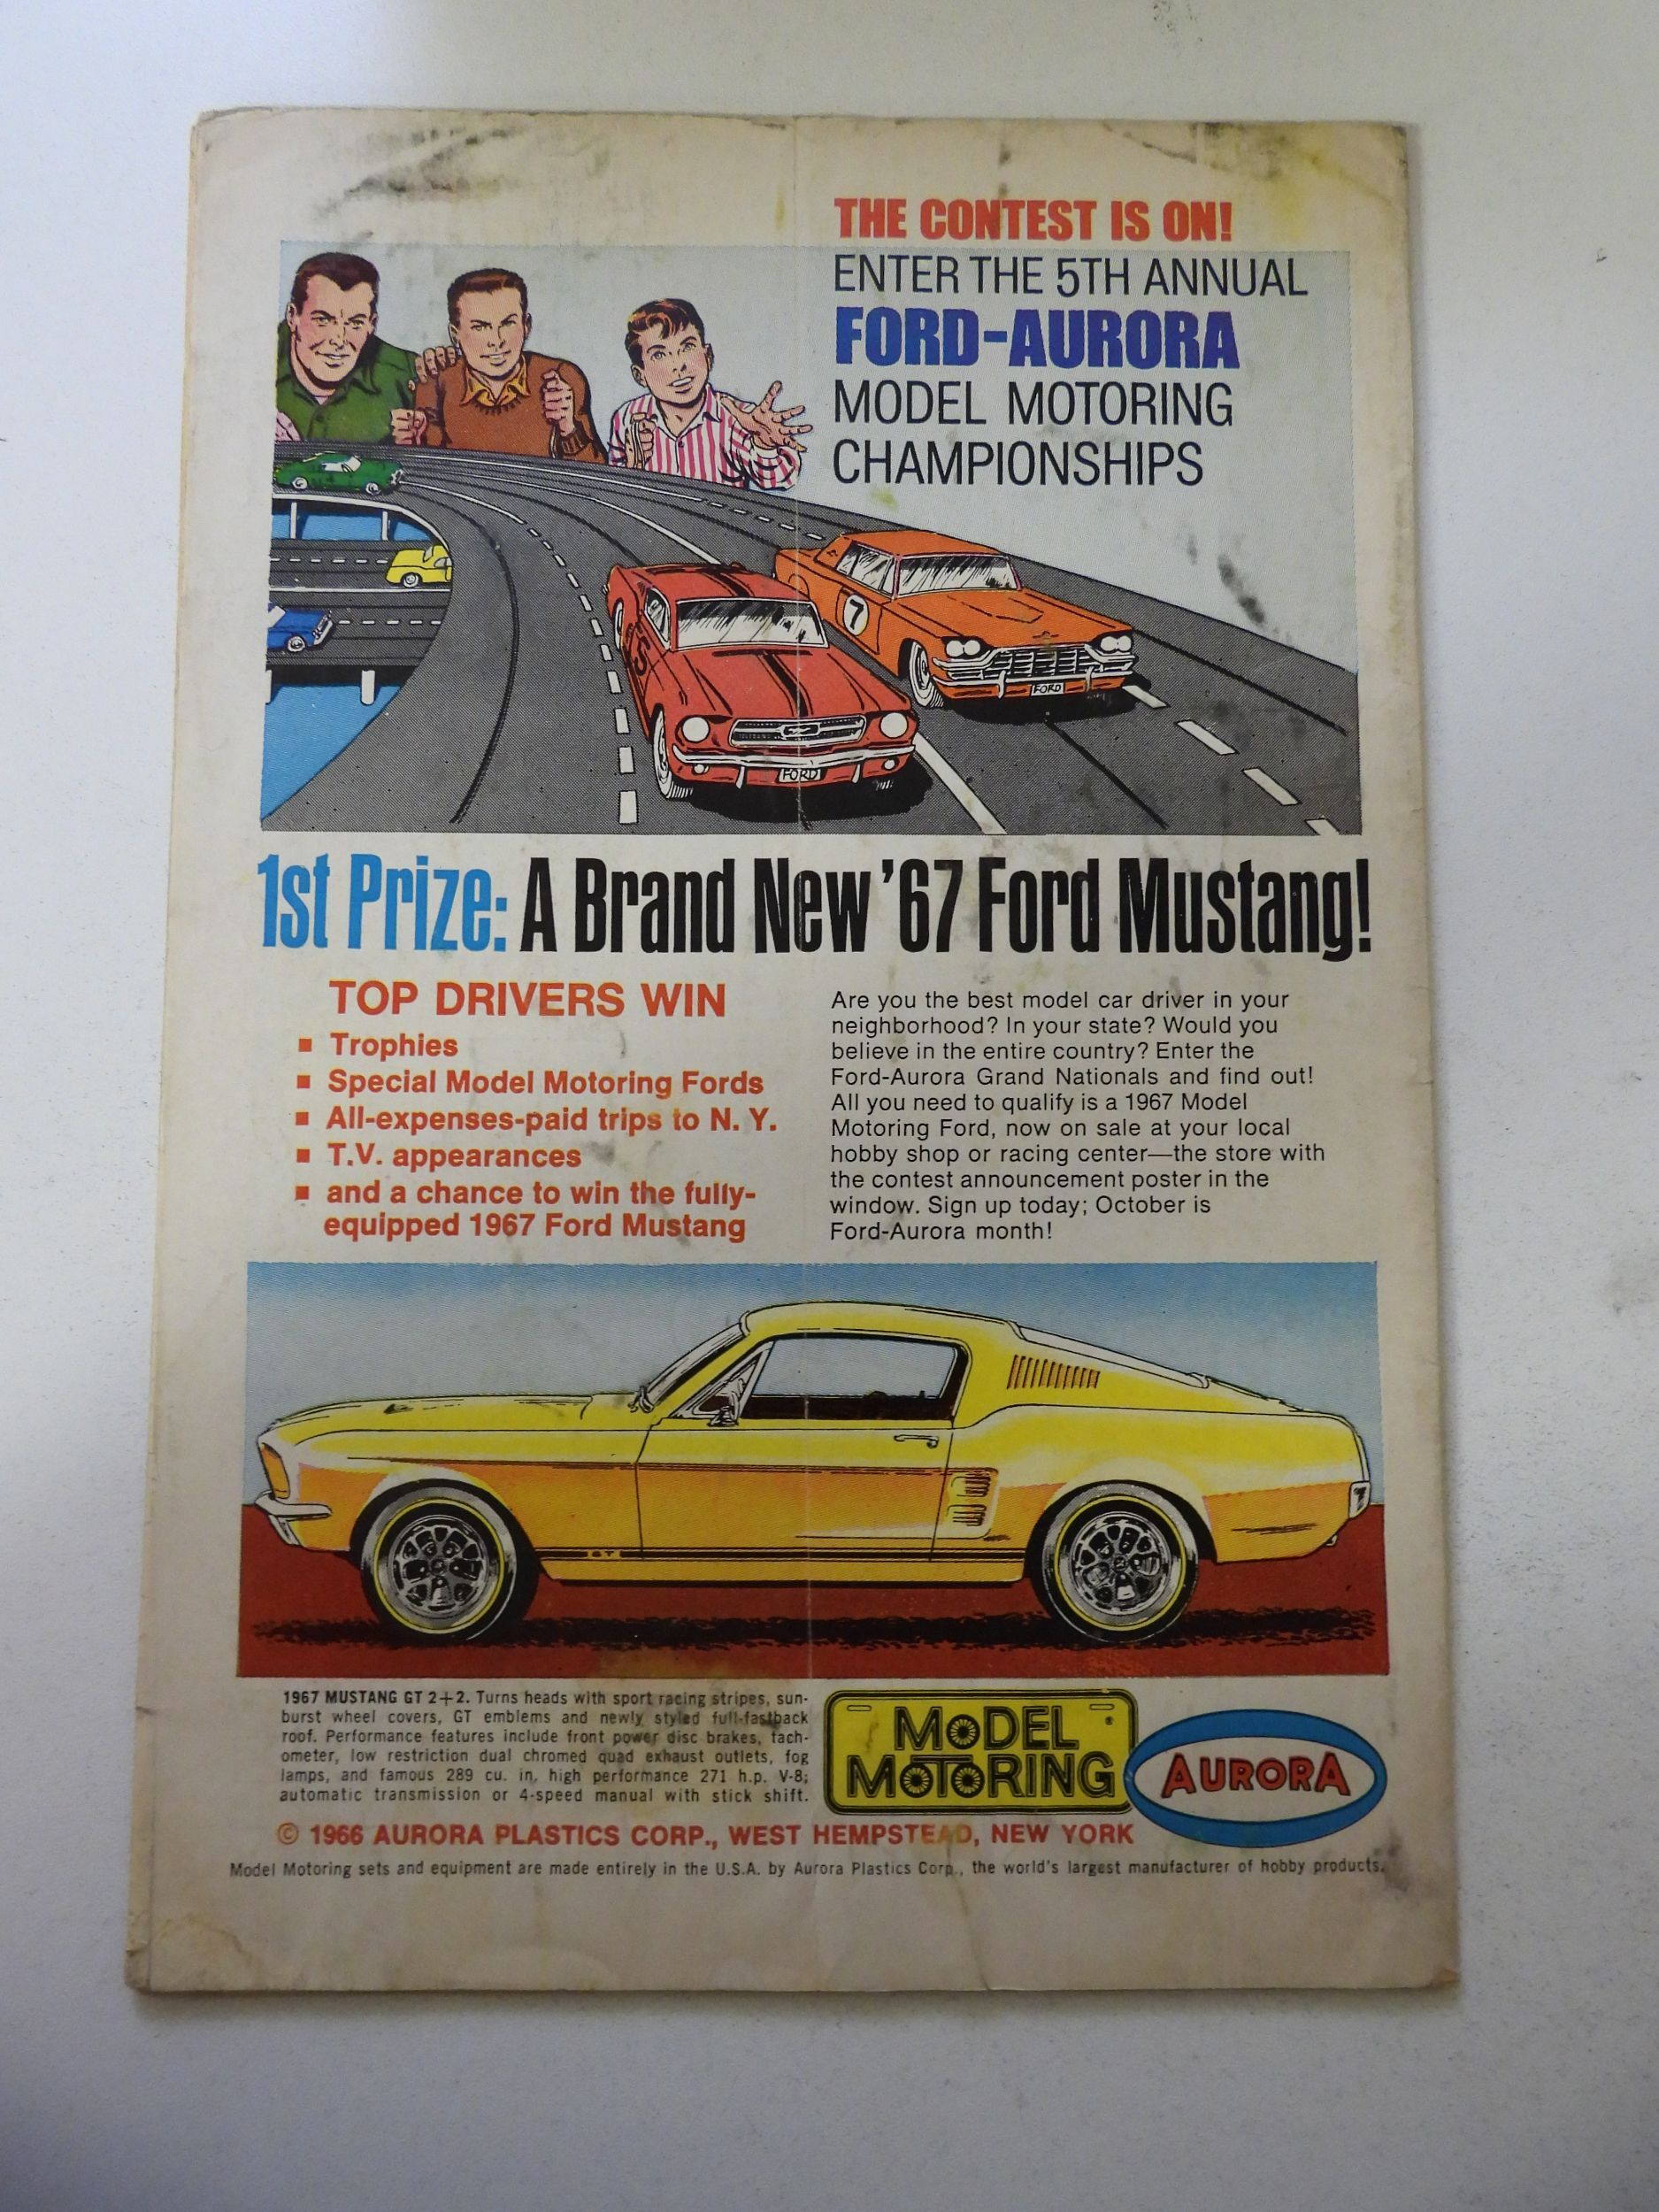 THE CONTEST IS ON!
ENTER THE 5TH ANNUAL
FORD-AURORA
MODEL MOTORING
CHAMPIONSHIPS
7
FORD
FORD
1st Prize: A Brand New '67 Ford Mustang!
TOP DRIVERS WIN
▪ Trophies
▪ Special Model Motoring Fords
▪ All-expenses-paid trips to N. Y.
▪ T.V. appearances
▪ and a chance to win the fully-
equipped 1967 Ford Mustang
Are you the best model car driver in your
neighborhood? In your state? Would you
believe in the entire country? Enter the
Ford-Aurora Grand Nationals and find out!
All you need to qualify is a 1967 Model
Motoring Ford, now on sale at your local
hobby shop or racing center—the store with
the contest announcement poster in the
window. Sign up today; October is
Ford-Aurora month!
1967 MUSTANG GT 2+2. Turns heads with sport racing stripes, sun-
burst wheel covers, GT emblems and newly styled full-fastback
roof. Performance features include front power disc brakes, tach-
ometer, low restriction dual chromed quad exhaust outlets, fog
lamps, and famous 289 cu. in. high performance 271 h.p. V-8;
automatic transmission or 4-speed manual with stick shift.
MODEL
MOTORING
®
AURORA
© 1966 AURORA PLASTICS CORP., WEST HEMPSTEAD, NEW YORK
Model Motoring sets and equipment are made entirely in the U.S.A. by Aurora Plastics Corp., the world's largest manufacturer of hobby products.